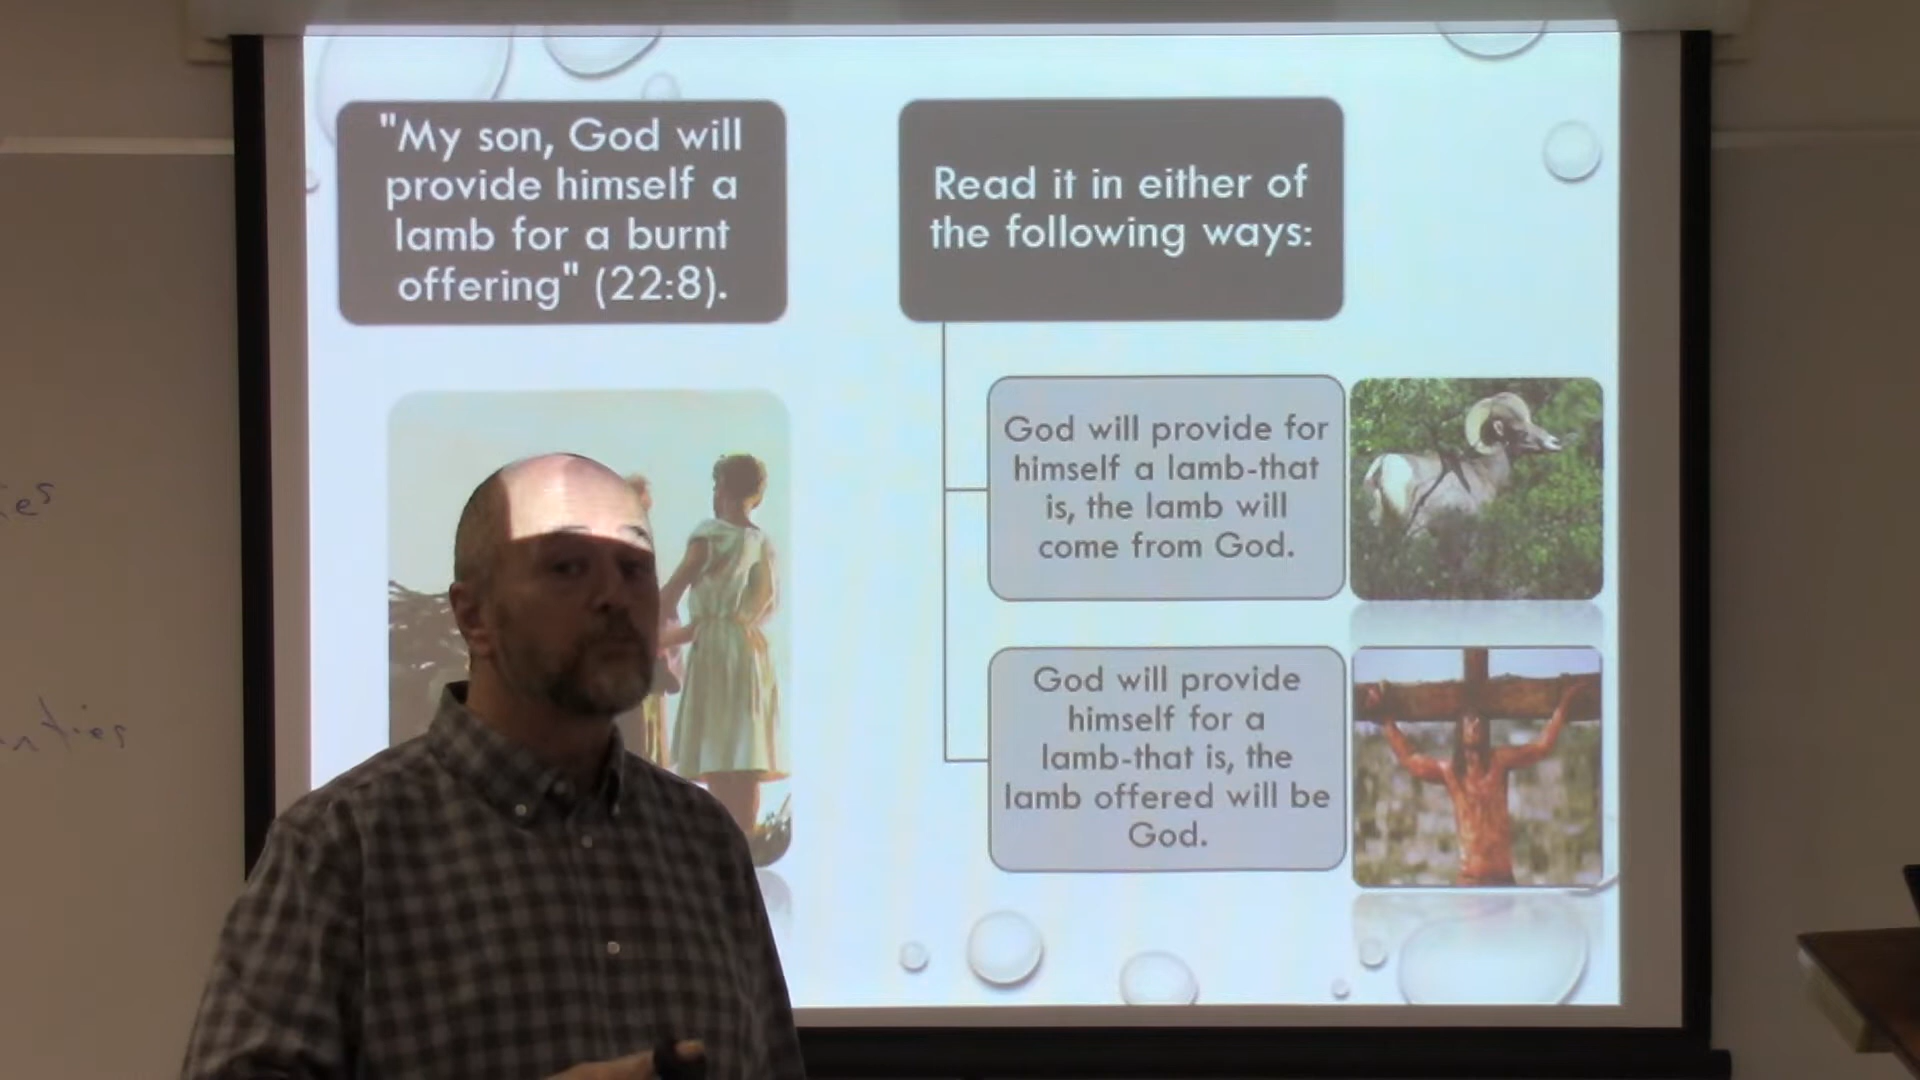 "My son, God will
provide himself a
lamb for a burnt
offering" (22:8).
Read it in either of
the following ways:
God will provide for
himself a lamb-that
is, the lamb will
come from God.
God will provide
himself for a
lamb-that is, the
lamb offered will be
God.